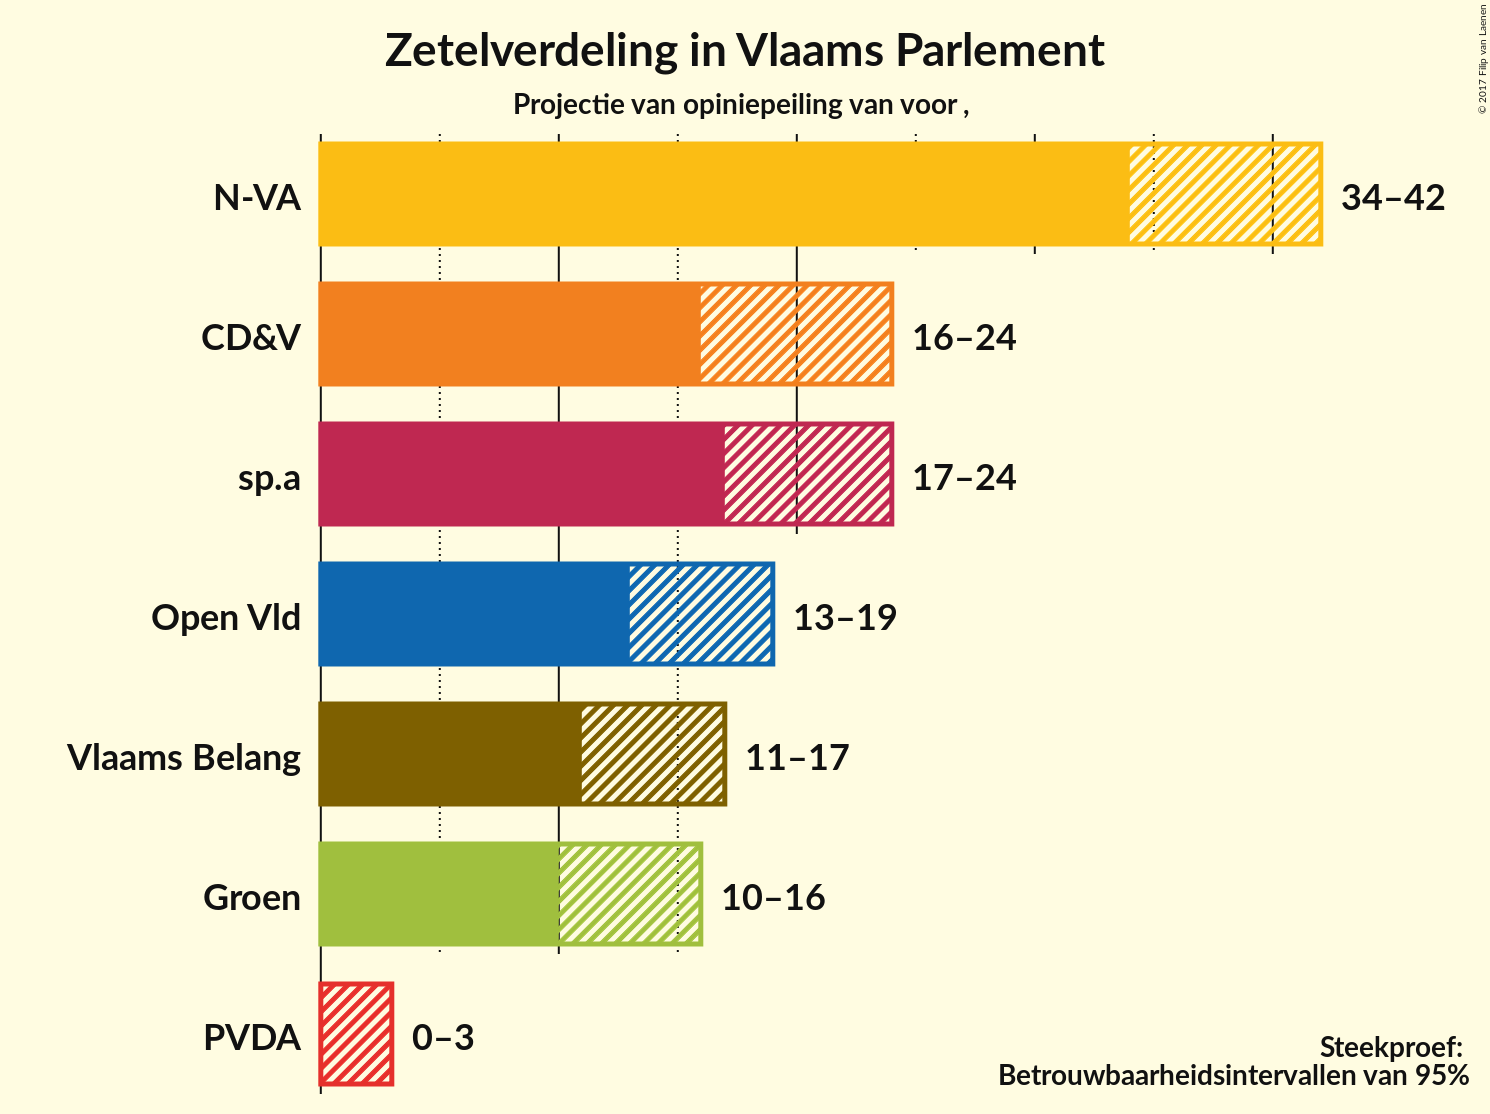 Zetelverdeling in Vlaams Parlement
Projectie van opiniepeiling van voor ,
© 2017 Filip van Laenen
N-VA
34–42
CD&V
16–24
sp.a
17–24
Open Vld
13–19
Vlaams Belang
11–17
Groen
10–16
PVDA
0–3
Steekproef:
Betrouwbaarheidsintervallen van 95%